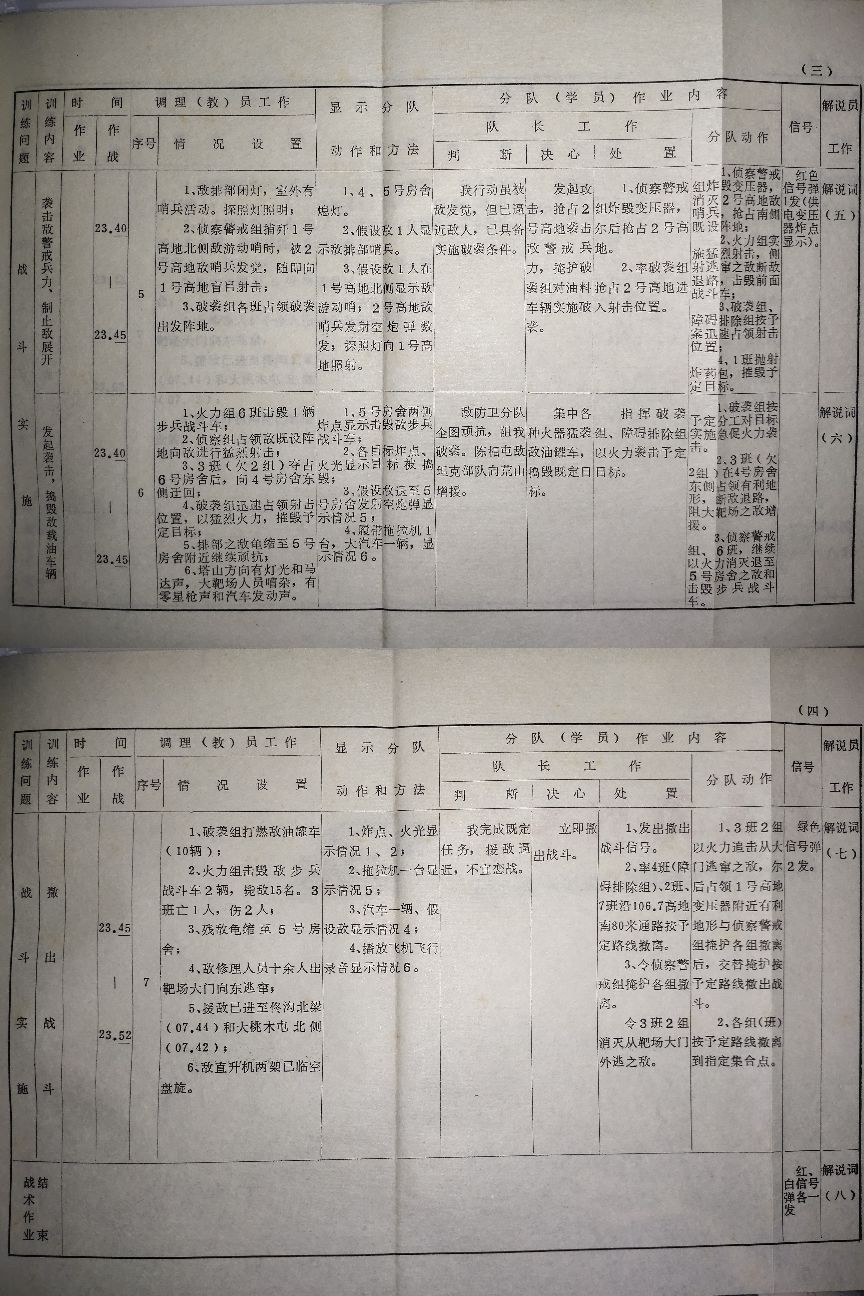 （三）
训练问题
训练内容
时间
作业
作战
调理（教）员工作
序号
情况设置
显示分队
动作和方法
分队（学员）作业内容
队长工作
判断
决心
处置
分队动作
信号
解说员
工作
战斗实施
袭击敌警戒兵力、制止敌展开
23.40
—
23.45
5
1、敌排部闭灯，室外有
哨兵活动。探照灯照明；
2、侦察警戒组捕歼1号
高地北侧敌游动哨时，被2
号高地敌哨兵发觉，随即向
1号高地盲目射击；
3、破袭组各班占领破袭
出发阵地。
1、4、5号房舍
熄灯。
2、假设敌1人显
示敌排部哨兵。
3、假设敌1人在
1号高地北侧显示敌
游动哨；2号高地敌
哨兵发射空炮弹数
发；探照灯向1号高
地照射。
我行动虽被
敌发觉，但已逼
近敌人，已具备
实施破袭条件。
发起攻
击，抢占2
号高地袭击
敌警戒兵
力，掩护破
袭组对油料
车辆实施破
袭。
1、侦察警戒
组炸毁变压器，
尔后抢占2号高
地。
2、率破袭组
抢占2号高地进
入射击位置。
1、侦察警戒
组炸毁变压器，
消灭2号高地敌
哨兵，抢占南侧
既设阵地；
2、火力组实
施猛烈射击，侧
射逃窜之敌断敌
退路，击毁前面
战斗车；
3、破袭组、
障碍排除组按予
案迅速占领射击
位置；
4、1班抛射
炸药包，摧毁予
定目标。
红色
信号弹
1发（供
电变压
器炸点
显示）。
解说词
（五）
发起袭击，捣毁敌载油车辆
23.40
—
23.45
6
1、火力组6班击毁1辆
步兵战斗车；
2、侦察组占领敌既设阵
地向敌进行猛烈射击；
3、3班（欠2组）夺占
6号房舍后，向4号房舍东
侧迂回；
4、破袭组迅速占领射击
位置，以猛烈火力，摧毁予
定目标；
5、排部之敌龟缩至5号
房舍附近继续顽抗；
6、塔山方向有灯光和马
达声，大靶场人员嘈杂，有
零星枪声和汽车发动声。
1、5号房舍两侧
炸点显示击毁敌步兵
战斗车；
2、各目标炸点、
火光显示目标被捣
毁；
3、假设敌退至5
号房舍发射空炮弹显
示情况5；
4、履带拖拉机1
台，大汽车一辆，显
示情况6。
敌防卫分队
企图顽抗，组我
破袭。陈相屯敌
坦克部队向荒山
增援。
集中各
种火器猛袭
敌油罐车，
捣毁既定目
标。
指挥破袭
组、障碍排除组
以火力袭击予定
目标。
1、破袭组按
予定分工对目标
实施急促火力袭
击。
2、3班（欠
2组）在4号房舍
东侧占领有利地
形，断敌退路，
阻大靶场之敌增
援。
3、侦察警戒
组、6班，继续
以火力消灭退至
5号房舍之敌和
击毁步兵战斗
车。
解说词
（六）
（四）
训练问题
训练内容
时间
作业
作战
调理（教）员工作
序号
情况设置
显示分队
动作和方法
分队（学员）作业内容
队长工作
判断
决心
处置
分队动作
信号
解说员
工作
战斗实施
撤出战斗
23.45
—
23.52
7
1、破袭组打燃敌油罐车
（10辆）；
2、火力组击毁敌步兵
战斗车2辆，毙敌15名。3
班亡1人，伤2人；
3、残敌龟缩至5号房
舍；
4、敌修理人员十余人出
靶场大门向东逃窜；
5、援敌已进至佟沟北梁
（07.44）和大桃木屯北侧
（07.42）；
6、敌直升机两架已临空
盘旋。
1、炸点、火光显
示情况1、2；
2、拖拉机一台显
示情况5；
3、汽车一辆、假
设敌显示情况4；
4、播放飞机飞行
录音显示情况6。
我完成既定
任务，援敌逼
近，不宜恋战。
立即撤
出战斗。
1、发出撤出
战斗信号。
2、率4班(障
碍排除组)、2班、
7班沿106.7高地
南80米通路按予
定路线撤离。
3、令侦察警
戒组掩护各组撤
离。
令3班2组
消灭从靶场大门
外逃之敌。
1、3班2组
以火力追击从大
门逃窜之敌，尔
后占领1号高地
变压器附近有利
地形与侦察警戒
组掩护各组撤离
后，交替掩护按
予定路线撤出战
斗。
2、各组(班)
按予定路线撤离
到指定集合点。
绿色
信号弹
2发。
解说词
（七）
战术作业
结束
红、
白信号
弹各一
发
解说词
（八）